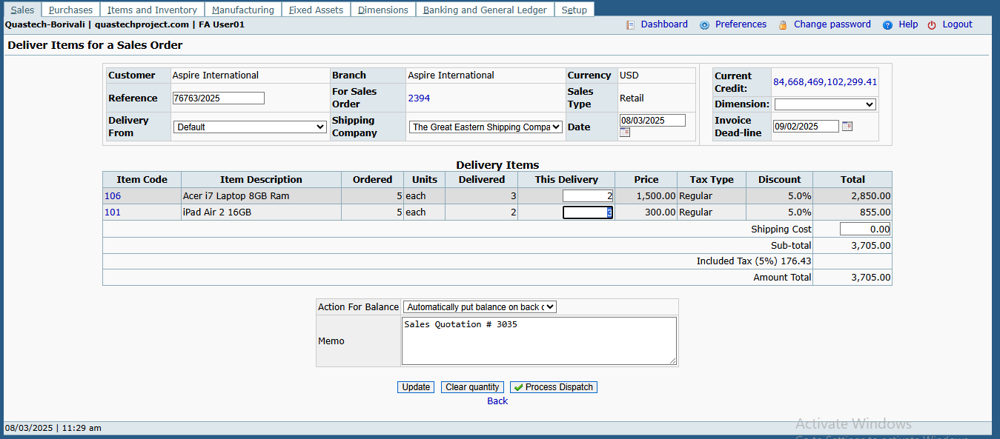 Sales Purchases Items and Inventory Manufacturing Fixed Assets Dimensions Banking and General Ledger Setup
Quastech-Borivali | quastechproject.com | FA User01 Dashboard Preferences Change password Help Logout
Deliver Items for a Sales Order
Customer Aspire International Branch Aspire International Currency USD Current Credit: 84,668,469,102,299.41
Reference 76763/2025 For Sales Order 2394 Sales Type Retail Dimension:
Delivery From Default Shipping Company The Great Eastern Shipping Compa Date 08/03/2025 Invoice Dead-line 09/02/2025
Delivery Items
Item Code Item Description Ordered Units Delivered This Delivery Price Tax Type Discount Total
106 Acer i7 Laptop 8GB Ram 5 each 3 2 1,500.00 Regular 5.0% 2,850.00
101 iPad Air 2 16GB 5 each 2 3 300.00 Regular 5.0% 855.00
Shipping Cost 0.00
Sub-total 3,705.00
Included Tax (5%) 176.43
Amount Total 3,705.00
Action For Balance Automatically put balance on back
Memo Sales Quotation # 3035
Update Clear quantity Process Dispatch
Back
08/03/2025 | 11:29 am
Activate Windows
Go to Settings to activate Windows.